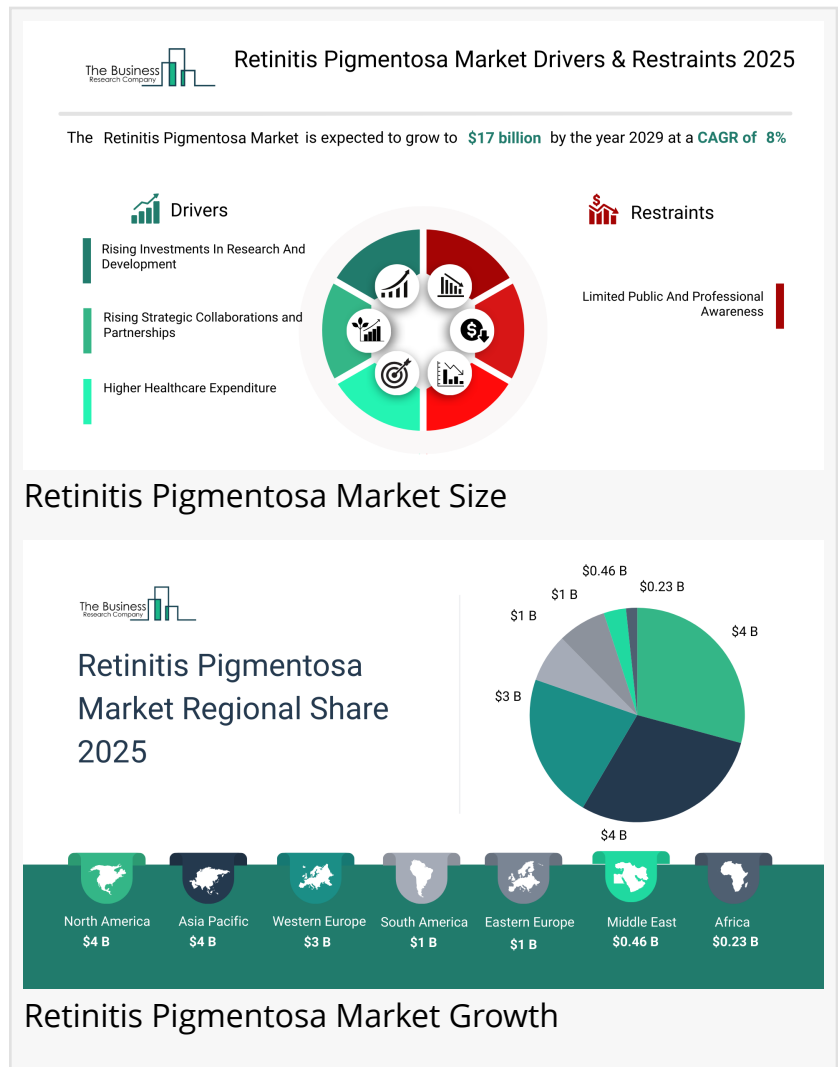 The Business
Research Company
Retinitis Pigmentosa Market Drivers & Restraints 2025
The Retinitis Pigmentosa Market is expected to grow to $17 billion by the year 2029 at a CAGR of 8%
Drivers
Rising Investments In Research And
Development
Rising Strategic Collaborations and
Partnerships
Higher Healthcare Expenditure
$
Restraints
Limited Public And Professional
Awareness
$
Retinitis Pigmentosa Market Size
The Business
Research Company
Retinitis Pigmentosa
Market Regional Share
2025
$0.46 B
$0.23 B
$1 B
$1 B
$4 B
$3 B
$4 B
North America
$4 B
Asia Pacific
$4 B
Western Europe
$3 B
South America
$1 B
Eastern Europe
$1 B
Middle East
$0.46 B
Africa
$0.23 B
Retinitis Pigmentosa Market Growth